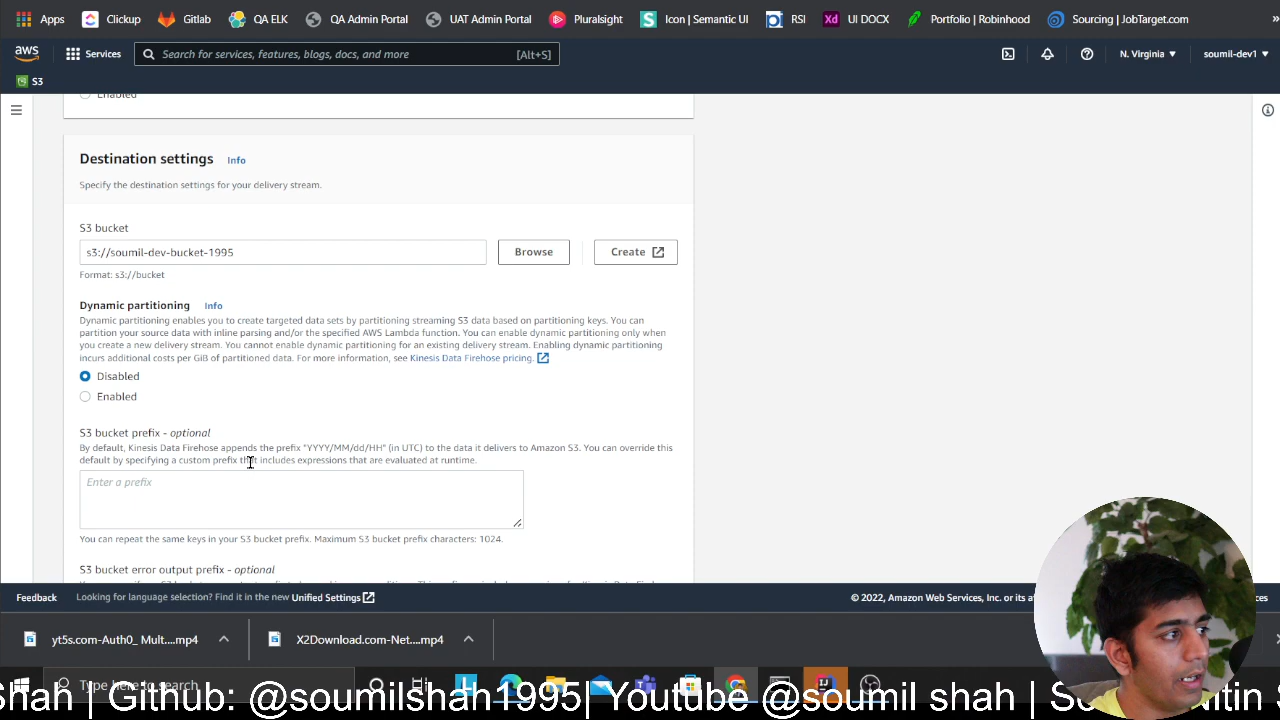 Apps Clickup Gitlab QA ELK QA Admin Portal UAT Admin Portal Pluralsight Icon | Semantic UI RSI UI DOCX Portfolio | Robinhood Sourcing | JobTarget.com »
aws Services Search for services, features, blogs, docs, and more [Alt+S] N. Virginia soumil-dev1
S3
Enabled
Destination settings Info
Specify the destination settings for your delivery stream.
S3 bucket
s3://soumil-dev-bucket-1995 Browse Create
Format: s3://bucket
Dynamic partitioning Info
Dynamic partitioning enables you to create targeted data sets by partitioning streaming S3 data based on partitioning keys. You can
partition your source data with inline parsing and/or the specified AWS Lambda function. You can enable dynamic partitioning only when
you create a new delivery stream. You cannot enable dynamic partitioning for an existing delivery stream. Enabling dynamic partitioning
incurs additional costs per GiB of partitioned data. For more information, see Kinesis Data Firehose pricing.
Disabled
Enabled
S3 bucket prefix - optional
By default, Kinesis Data Firehose appends the prefix "YYYY/MM/dd/HH" (in UTC) to the data it delivers to Amazon S3. You can override this
default by specifying a custom prefix that includes expressions that are evaluated at runtime.
Enter a prefix
You can repeat the same keys in your S3 bucket prefix. Maximum S3 bucket prefix characters: 1024.
S3 bucket error output prefix - optional
Feedback Looking for language selection? Find it in the new Unified Settings © 2022, Amazon Web Services, Inc. or its af
yt5s.com-Auth0_ Mult....mp4 X2Download.com-Net....mp4
Type here to search
Shah | Github: @soumilshah1995| Youtube @soumil shah | S